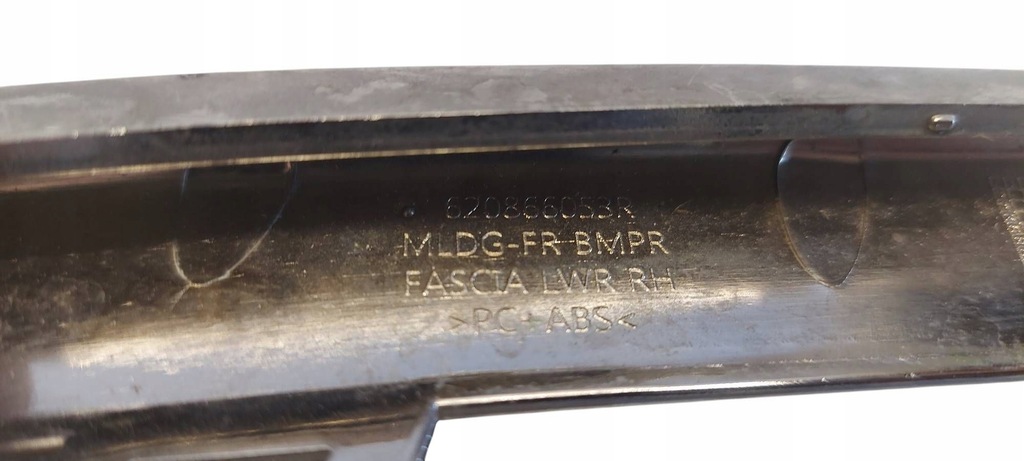 620866053R
MLDG-FR BMPR
FASCIA LWR RH
>PC+ABS<